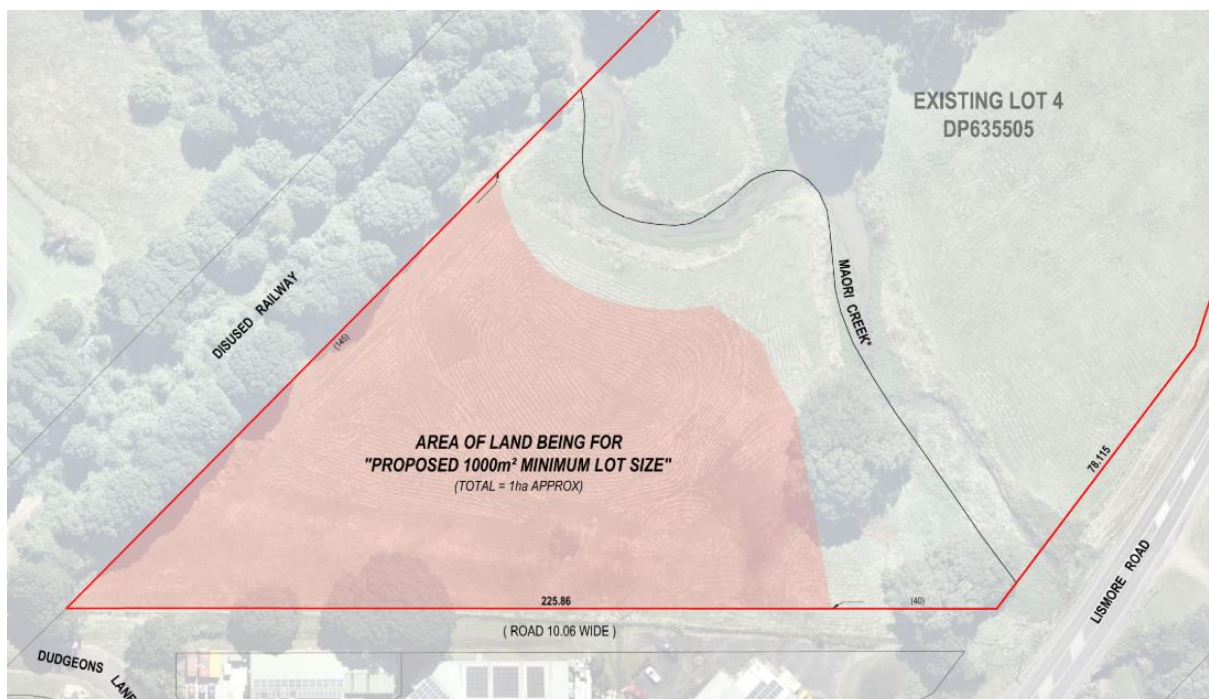 EXISTING LOT 4
DP635505
MAORI CREEK*
DISUSED RAILWAY
(145)
AREA OF LAND BEING FOR
"PROPOSED 1000m² MINIMUM LOT SIZE"
(TOTAL = 1ha APPROX)
78.115
LISMORE ROAD
225.86
(40)
( ROAD 10.06 WIDE )
DUDGEONS LANE